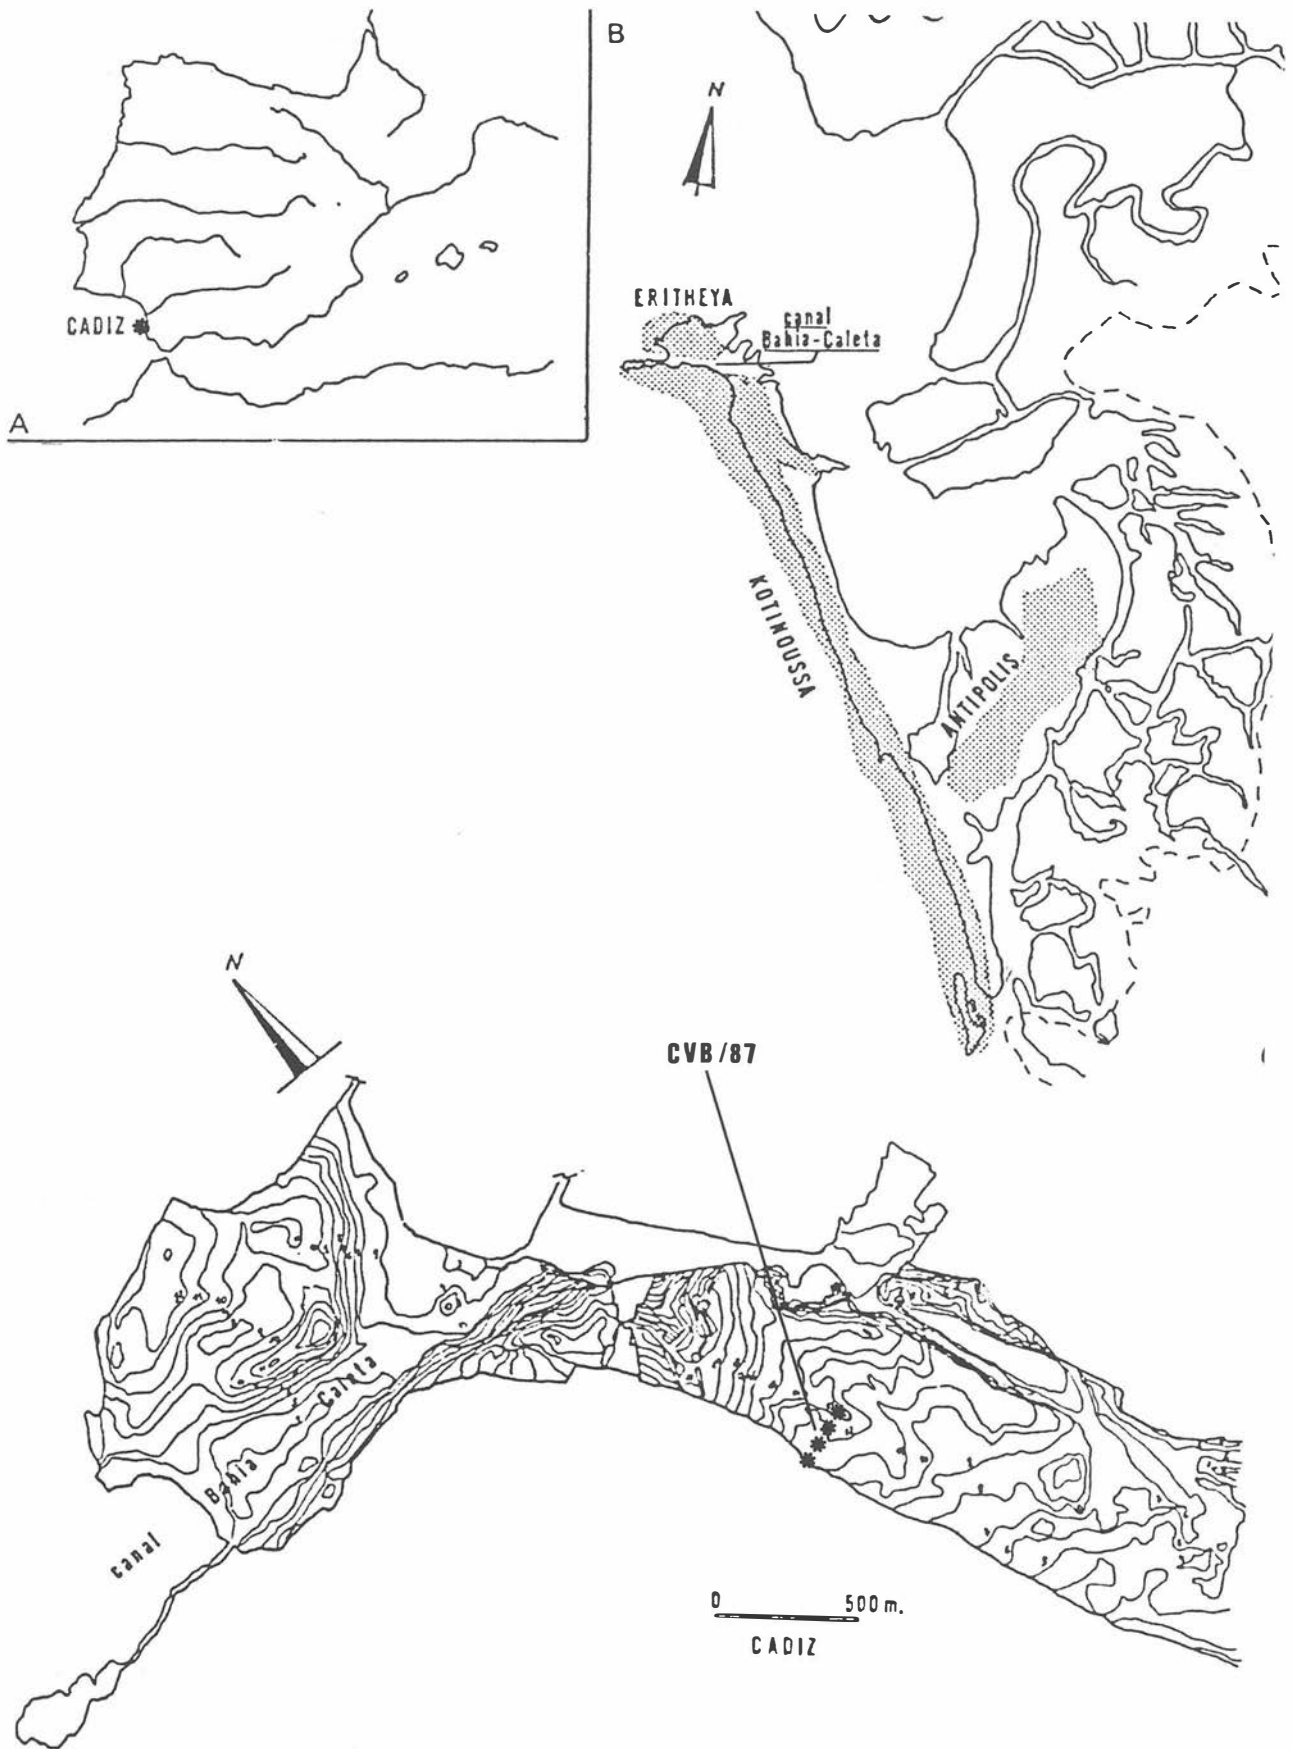 A
CADIZ
B
N
ERITHEYA
canal
Bahia-Caleta
KOTINOUSSA
ANTIPOLIS
N
CVB/87
canal Bahia Caleta
0 500 m.
CADIZ